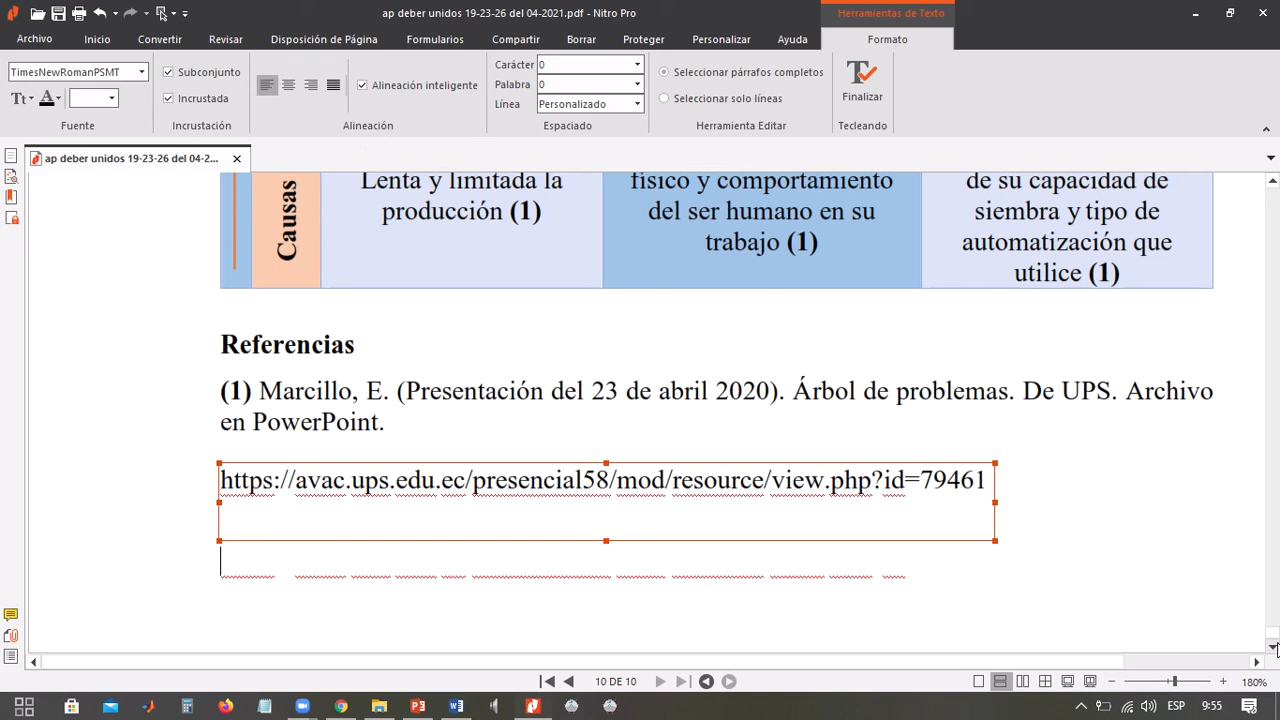 ap deber unidos 19-23-26 del 04-2021.pdf - Nitro Pro
Herramientas de Texto
Archivo Inicio Convertir Revisar Disposición de Página Formularios Compartir Borrar Proteger Personalizar Ayuda Formato
TimesNewRomanPSMT
Subconjunto
Incrustada
Fuente
Incrustación
Alineación inteligente
Alineación
Carácter 0
Palabra 0
Línea Personalizado
Espaciado
Seleccionar párrafos completos
Seleccionar solo líneas
Herramienta Editar
Finalizar
Tecleando
ap deber unidos 19-23-26 del 04-2...
Causas
Lenta y limitada la
producción (1)
físico y comportamiento
del ser humano en su
trabajo (1)
de su capacidad de
siembra y tipo de
automatización que
utilice (1)
Referencias
(1) Marcillo, E. (Presentación del 23 de abril 2020). Árbol de problemas. De UPS. Archivo
en PowerPoint.
https://avac.ups.edu.ec/presencial58/mod/resource/view.php?id=79461
10 DE 10
180%
ESP 9:55